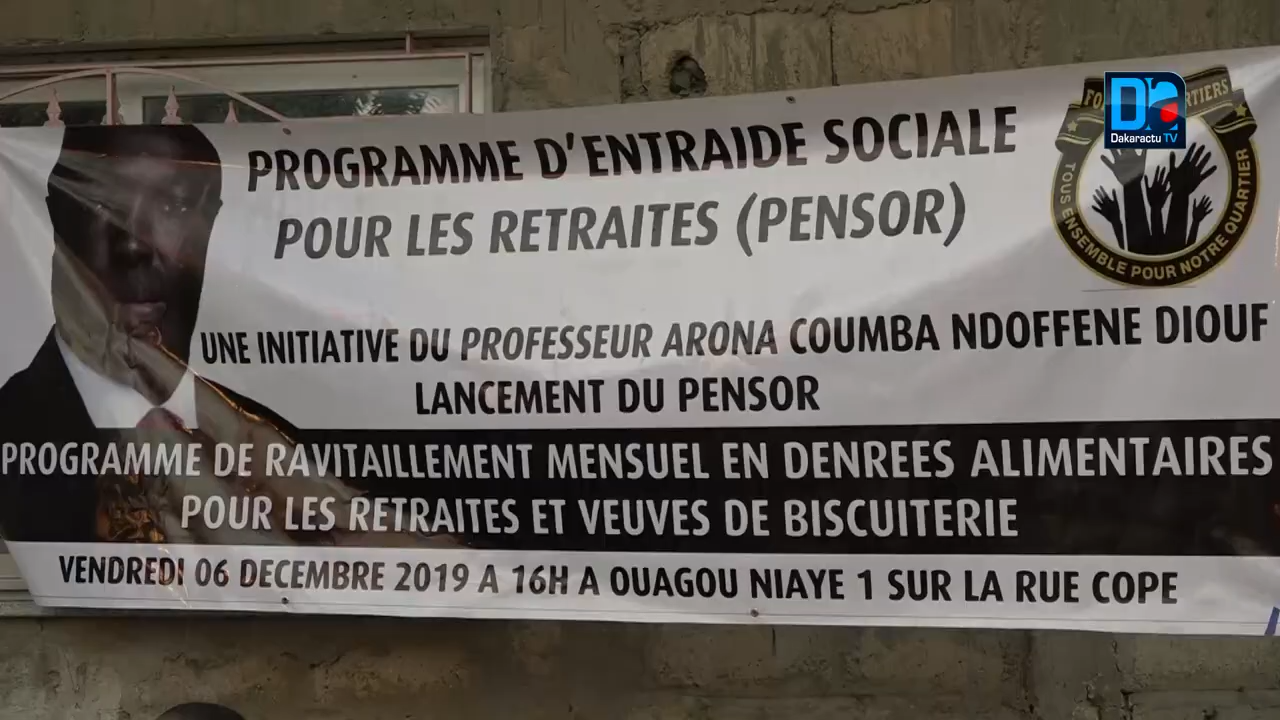 PROGRAMME D'ENTRAIDE SOCIALE
POUR LES RETRAITES (PENSOR)
UNE INITIATIVE DU PROFESSEUR ARONA COUMBA NDOFFENE DIOUF
LANCEMENT DU PENSOR
PROGRAMME DE RAVITAILLEMENT MENSUEL EN DENREES ALIMENTAIRES
POUR LES RETRAITES ET VEUVES DE BISCUITERIE
VENDREDI 06 DECEMBRE 2019 A 16H A OUAGOU NIAYE 1 SUR LA RUE COPE
TOUS ENSEMBLE POUR NOTRE QUARTIER
Dakaractu TV